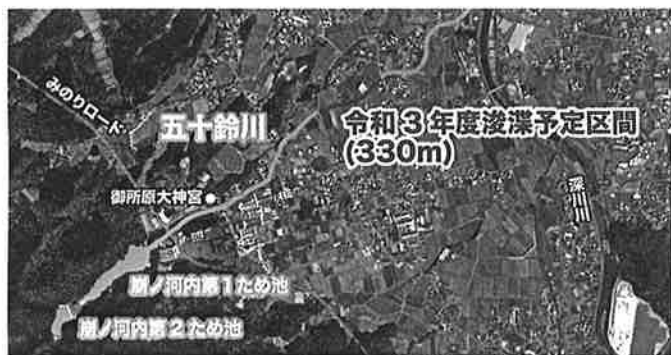 みのりロード
五十鈴川
令和3年度浚渫予定区間
(330m)
御所原大神宮
深川川
崩ノ河内第1ため池
崩ノ河内第2ため池